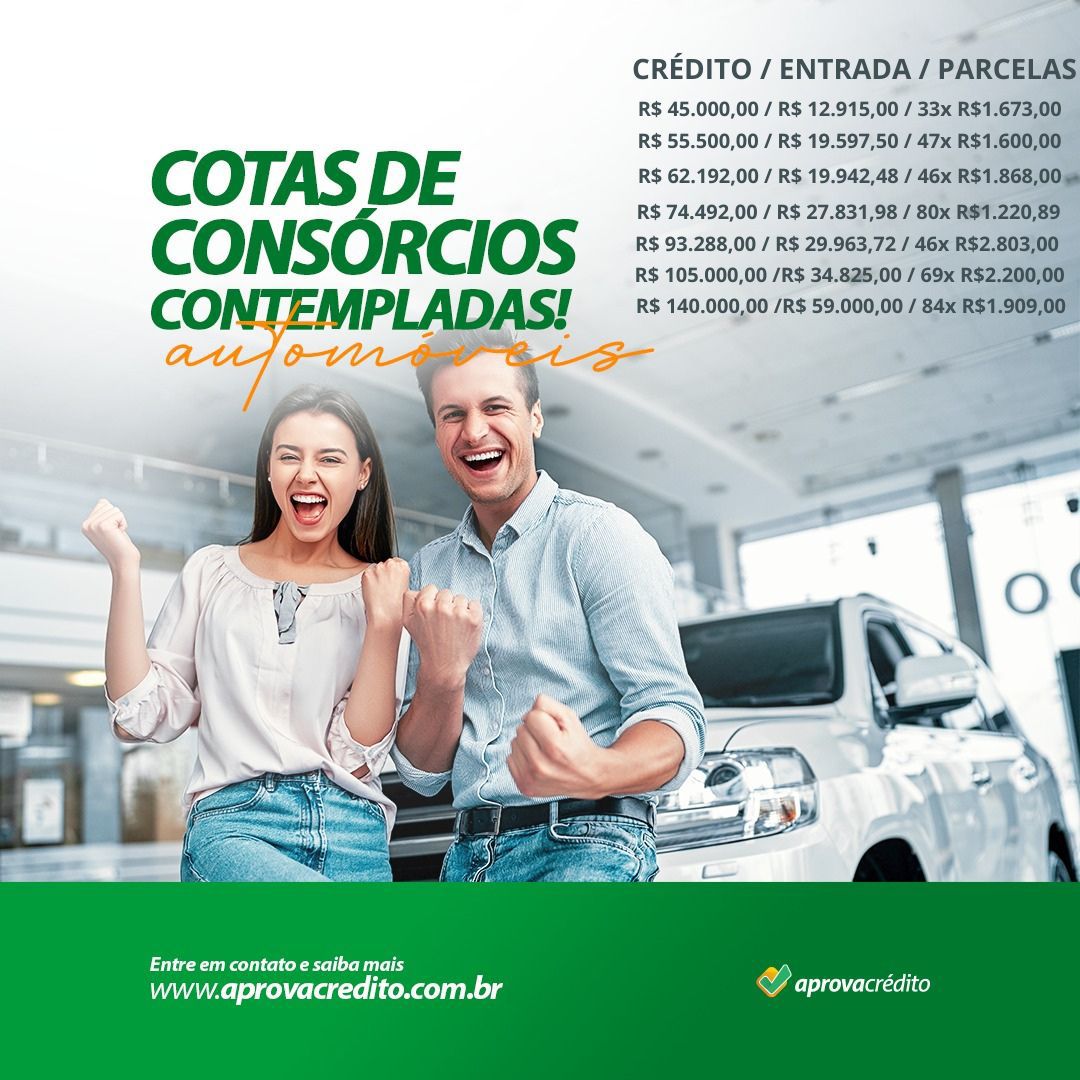 CRÉDITO / ENTRADA / PARCELAS
R$ 45.000,00 / R$ 12.915,00 / 33x R$1.673,00
R$ 55.500,00 / R$ 19.597,50 / 47x R$1.600,00
R$ 62.192,00 / R$ 19.942,48 / 46x R$1.868,00
R$ 74.492,00 / R$ 27.831,98 / 80x R$1.220,89
R$ 93.288,00 / R$ 29.963,72 / 46x R$2.803,00
R$ 105.000,00 /R$ 34.825,00 / 69x R$2.200,00
R$ 140.000,00 /R$ 59.000,00 / 84x R$1.909,00
COTAS DE
CONSÓRCIOS
CONTEMPLADAS!
automóveis
Entre em contato e saiba mais
www.aprovacredito.com.br
aprovacrédito